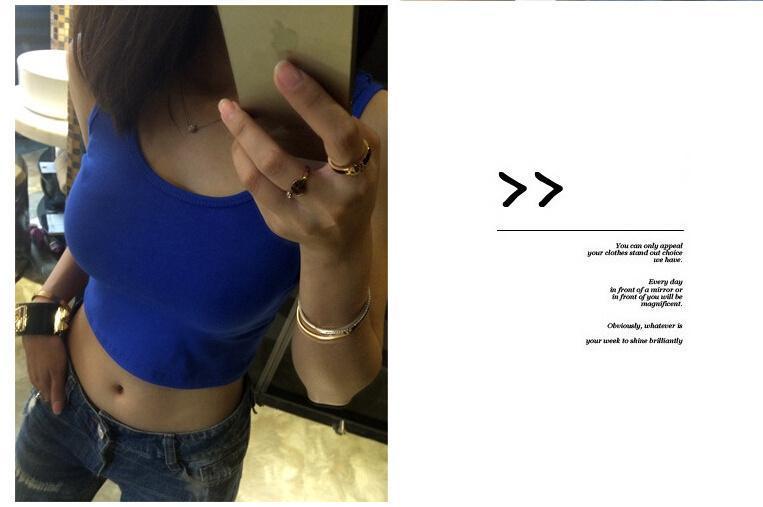 >>
You can only appeal
your clothes stand out choice
we have.
Every day
in front of a mirror or
in front of you will be
magnificent.
Obviously, whatever is
your week to shine brilliantly